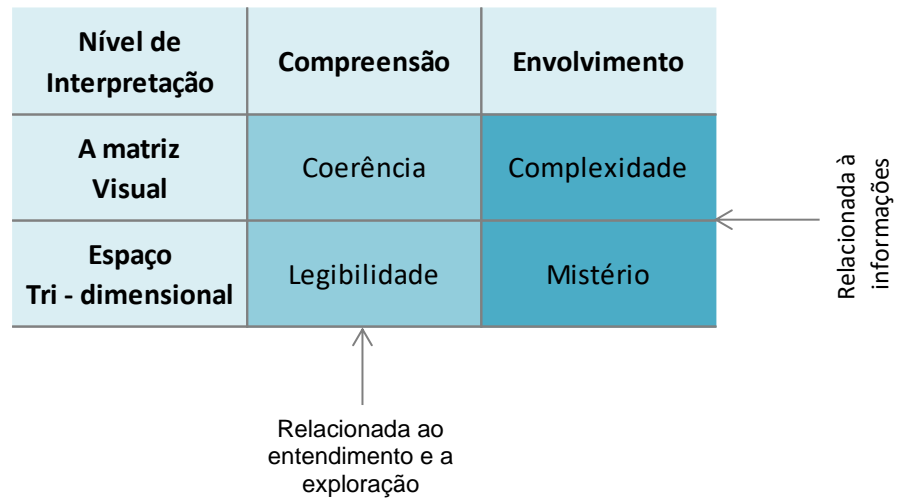 Nível de
Interpretação
Compreensão
Envolvimento
A matriz
Visual
Coerência
Complexidade
Espaço
Tri - dimensional
Legibilidade
Mistério
Relacionada à
informações
Relacionada ao
entendimento e a
exploração